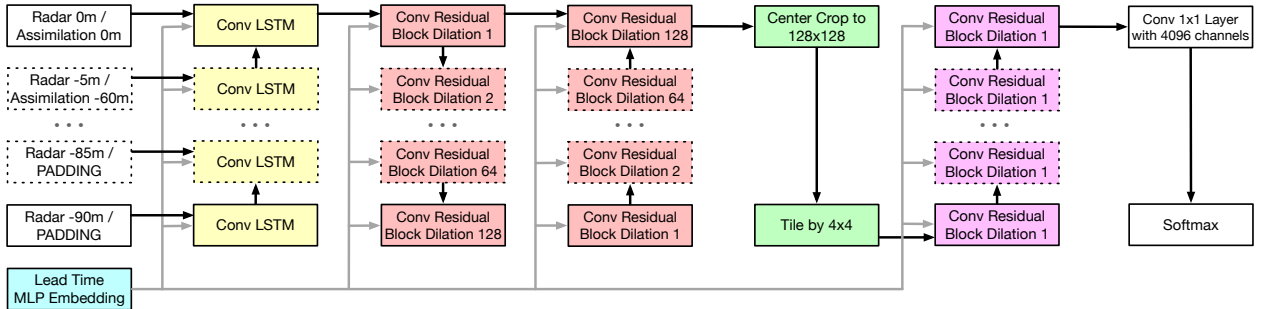 Radar 0m /
Assimilation 0m
Radar -5m /
Assimilation -60m
...
Radar -85m /
PADDING
Radar -90m /
PADDING
Lead Time
MLP Embedding
Conv LSTM
Conv LSTM
...
Conv LSTM
Conv LSTM
Conv Residual
Block Dilation 1
Conv Residual
Block Dilation 2
...
Conv Residual
Block Dilation 64
Conv Residual
Block Dilation 128
Conv Residual
Block Dilation 128
Conv Residual
Block Dilation 64
...
Conv Residual
Block Dilation 2
Conv Residual
Block Dilation 1
Center Crop to
128x128
Tile by 4x4
Conv Residual
Block Dilation 1
Conv Residual
Block Dilation 1
...
Conv Residual
Block Dilation 1
Conv Residual
Block Dilation 1
Conv 1x1 Layer
with 4096 channels
Softmax